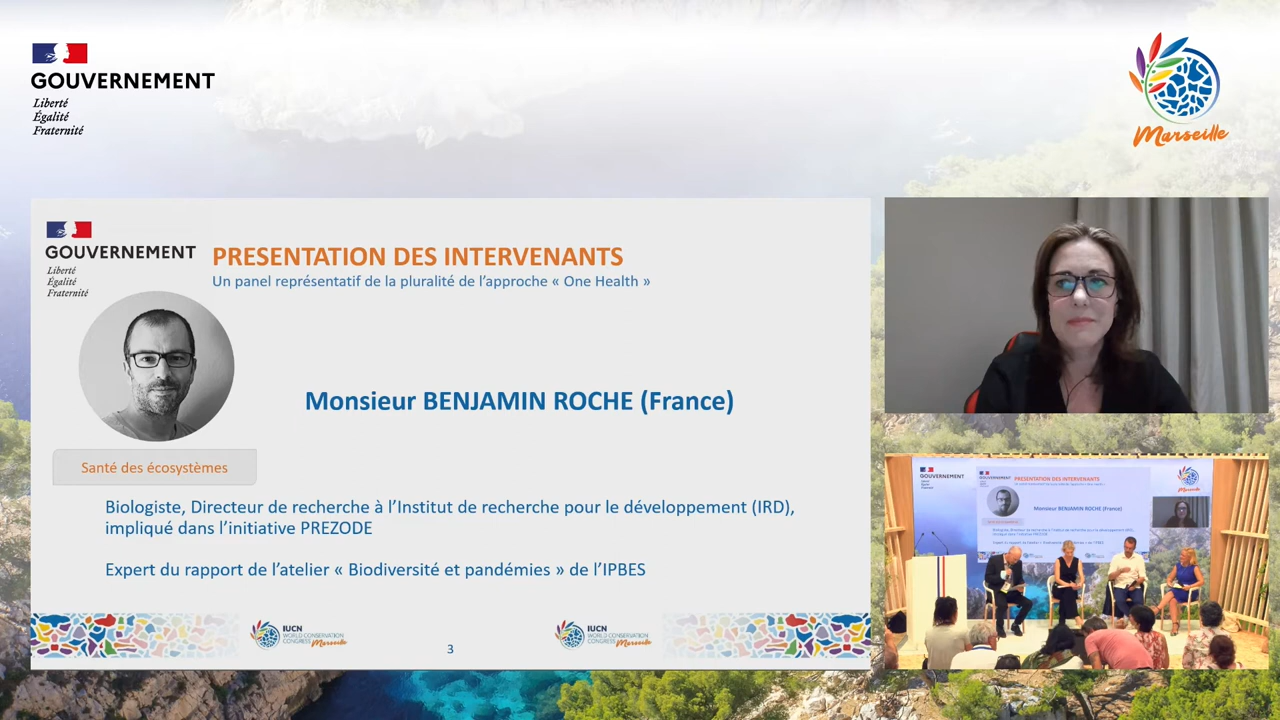 GOUVERNEMENT
Liberté
Égalité
Fraternité
Marseille
GOUVERNEMENT
Liberté
Égalité
Fraternité
PRESENTATION DES INTERVENANTS
Un panel représentatif de la pluralité de l'approche « One Health »
Monsieur BENJAMIN ROCHE (France)
Santé des écosystèmes
Biologiste, Directeur de recherche à l'Institut de recherche pour le développement (IRD),
impliqué dans l'initiative PREZODE
Expert du rapport de l'atelier « Biodiversité et pandémies » de l'IPBES
IUCN
WORLD CONSERVATION
CONGRESS Marseille
IUCN
WORLD CONSERVATION
CONGRESS Marseille
3
GOUVERNEMENT
GOUVERNEMENT
PRESENTATION DES INTERVENANTS
Monsieur BENJAMIN ROCHE (France)